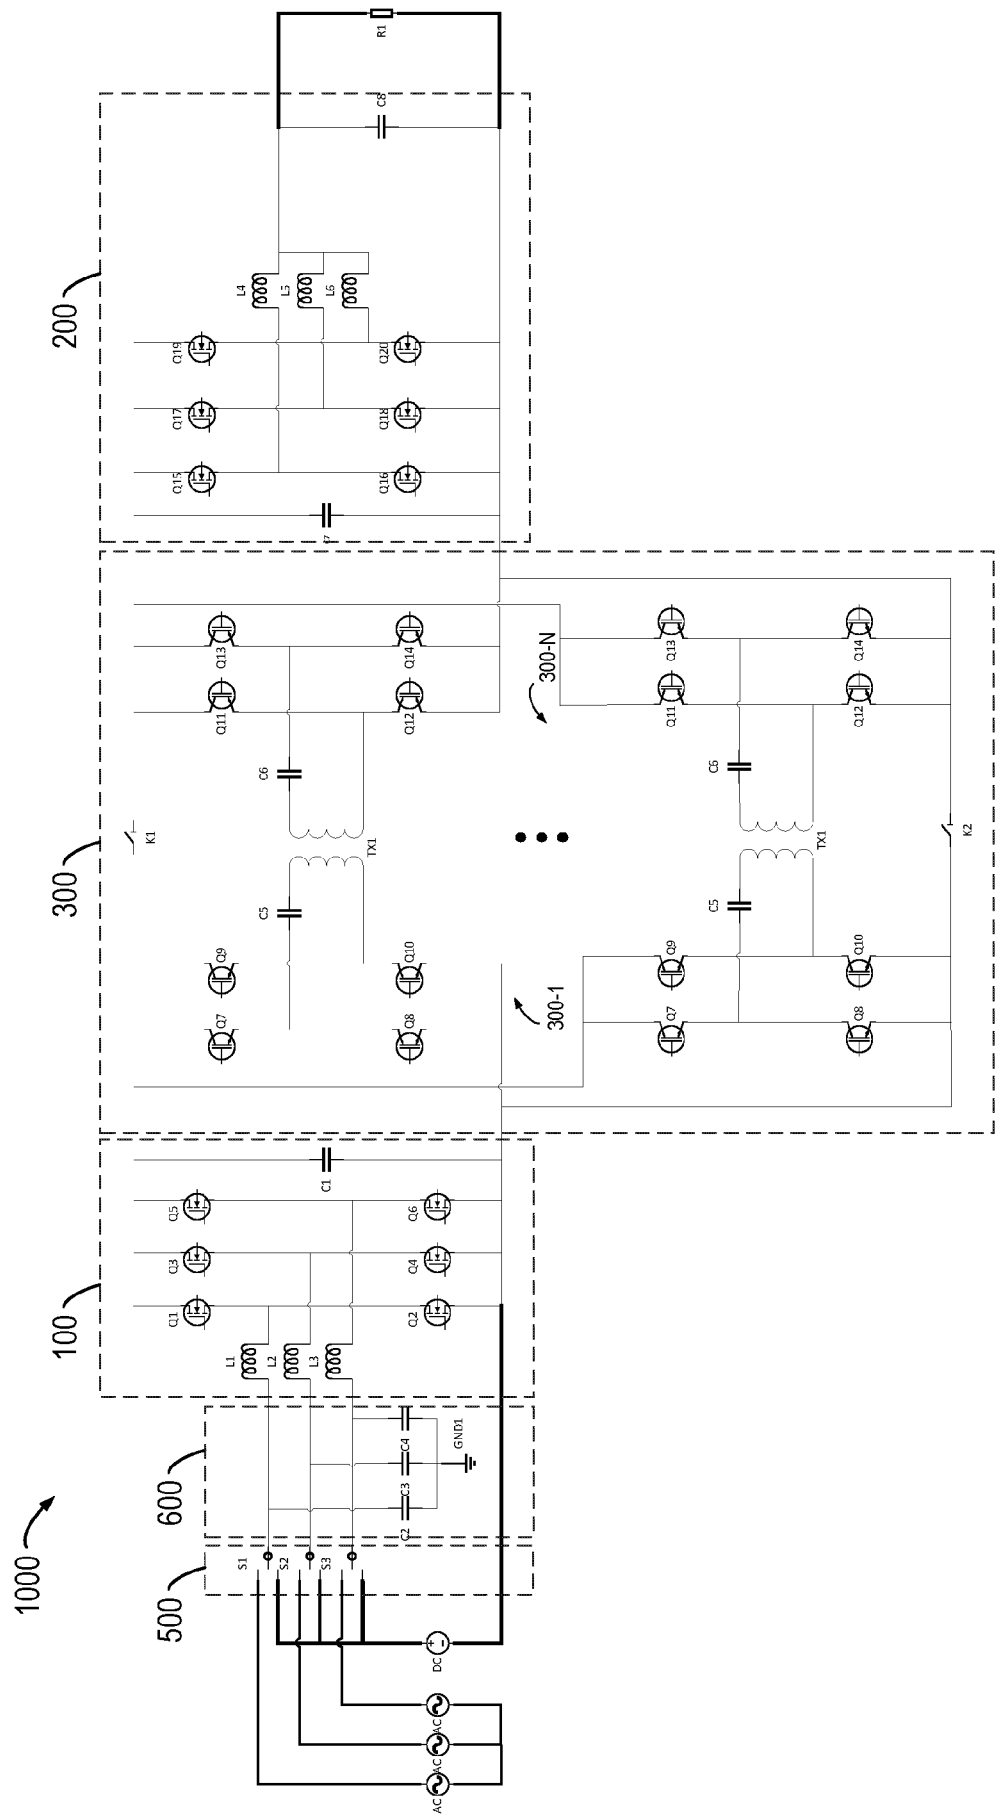 1000
500
600
100
300
200
AC
AC
AC
DC
+
-
S1
S2
S3
C2
C3
C4
GND1
L1
L2
L3
Q1
Q3
Q5
Q2
Q4
Q6
C1
Q7
Q9
Q8
Q10
C5
TX1
C6
K1
Q11
Q13
Q12
Q14
300-1
300-N
Q7
Q9
Q8
Q10
C5
TX1
C6
K2
Q11
Q13
Q12
Q14
Q15
Q17
Q19
Q16
Q18
Q20
L4
L5
L6
C8
R1